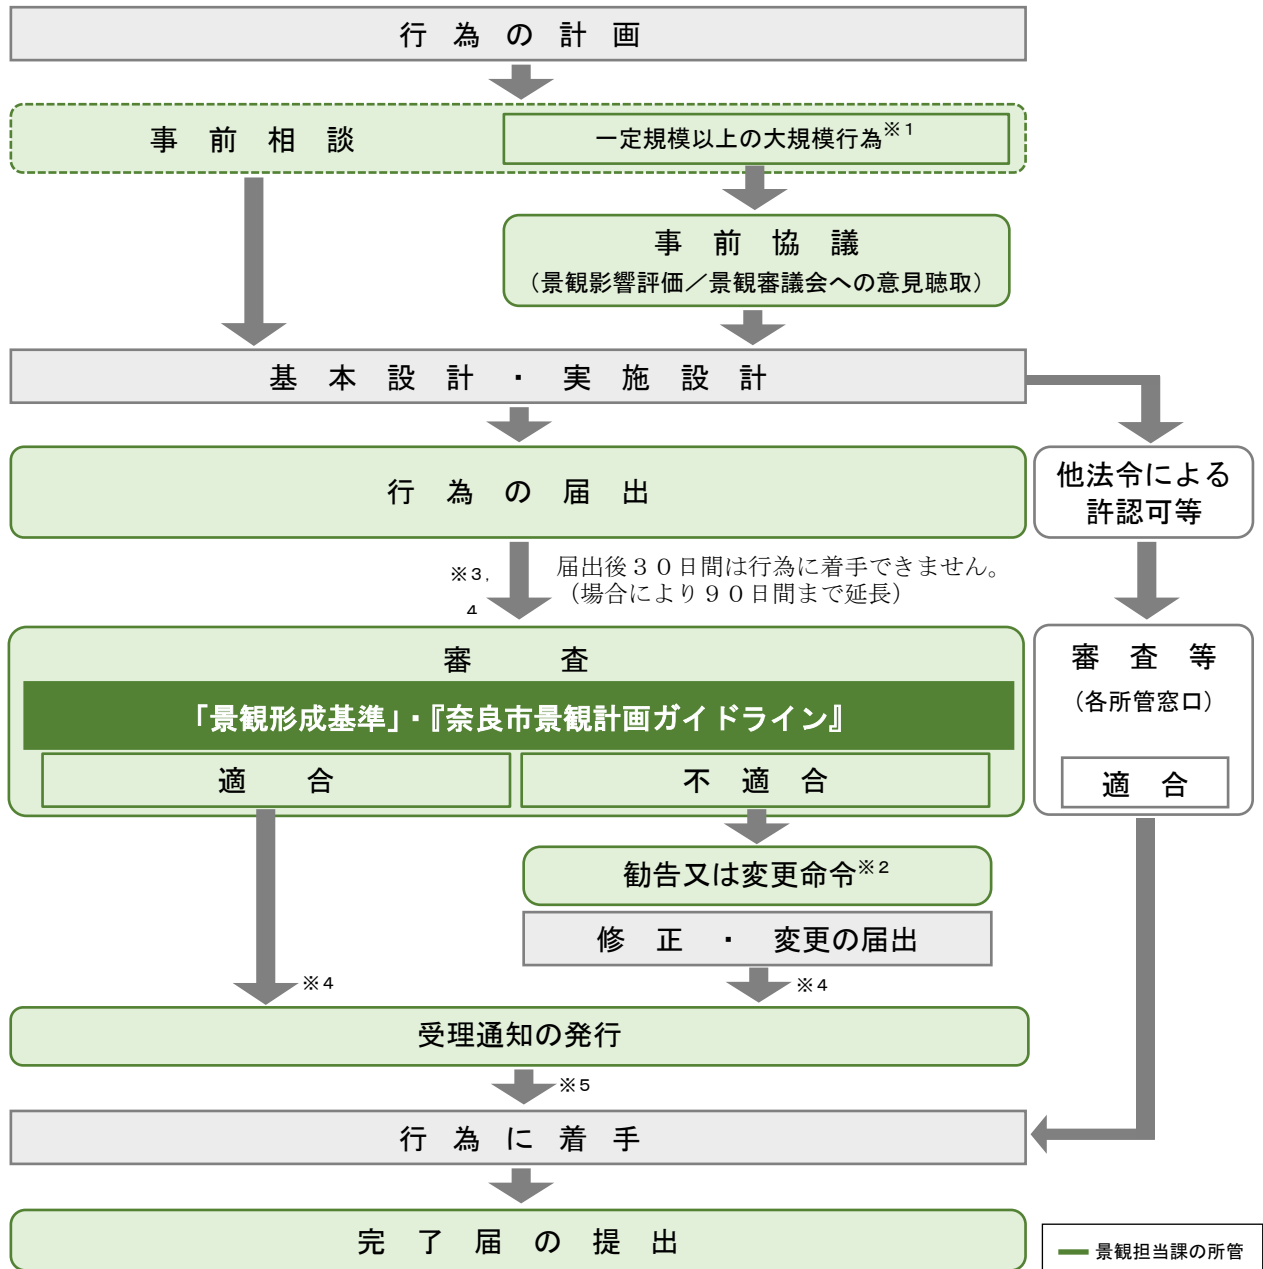 行為の計画
事前相談
一定規模以上の大規模行為※1
事前協議
（景観影響評価／景観審議会への意見聴取）
基本設計・実施設計
行為の届出
他法令による
許認可等
※3,
4
届出後３０日間は行為に着手できません。
（場合により９０日間まで延長）
審査
「景観形成基準」・『奈良市景観計画ガイドライン』
適合
不適合
審査等
（各所管窓口）
適合
勧告又は変更命令※2
修正・変更の届出
※4
※4
受理通知の発行
※5
行為に着手
完了届の提出
景観担当課の所管